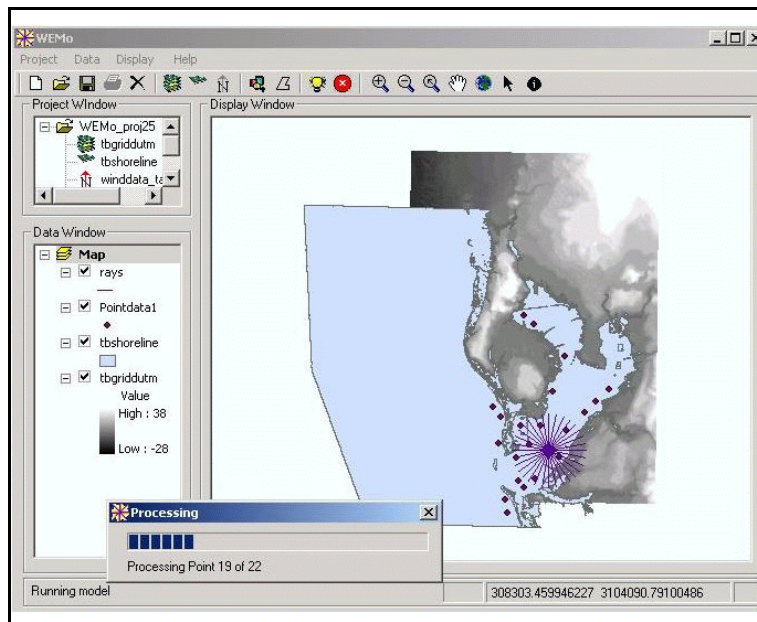 WEMo
Project Data Display Help
Project WIndow
WEMo_proj25
tbgriddutm
tbshoreline
winddata_ta
Display Window
Data Window
Map
rays
Pointdata1
tbshoreline
tbgriddutm
Value
High : 38
Low : -28
Processing
Processing Point 19 of 22
Running model
308303.459946227 3104090.79100486